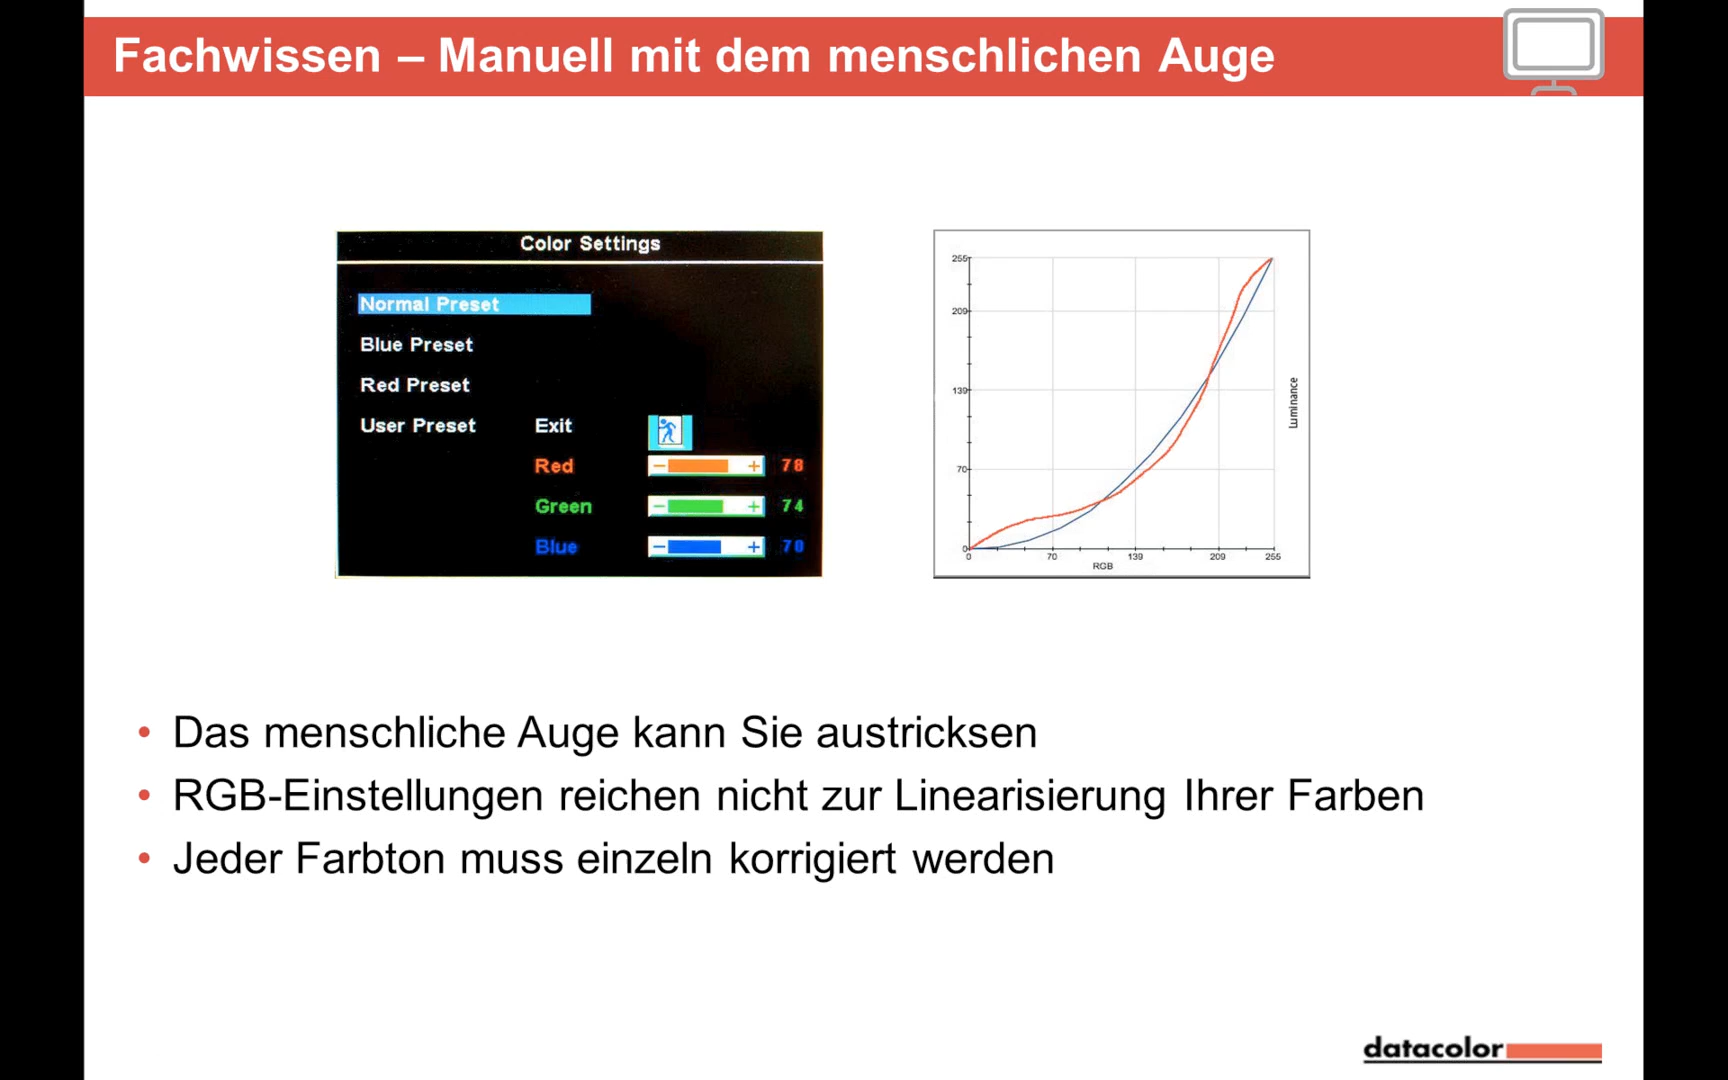 Fachwissen – Manuell mit dem menschlichen Auge
Color Settings
Normal Preset
Blue Preset
Red Preset
User Preset Exit
Red 78
Green 74
Blue 70
255
209
139
70
0
0 70 139 209 255
RGB
Luminance
• Das menschliche Auge kann Sie austricksen
• RGB-Einstellungen reichen nicht zur Linearisierung Ihrer Farben
• Jeder Farbton muss einzeln korrigiert werden
datacolor